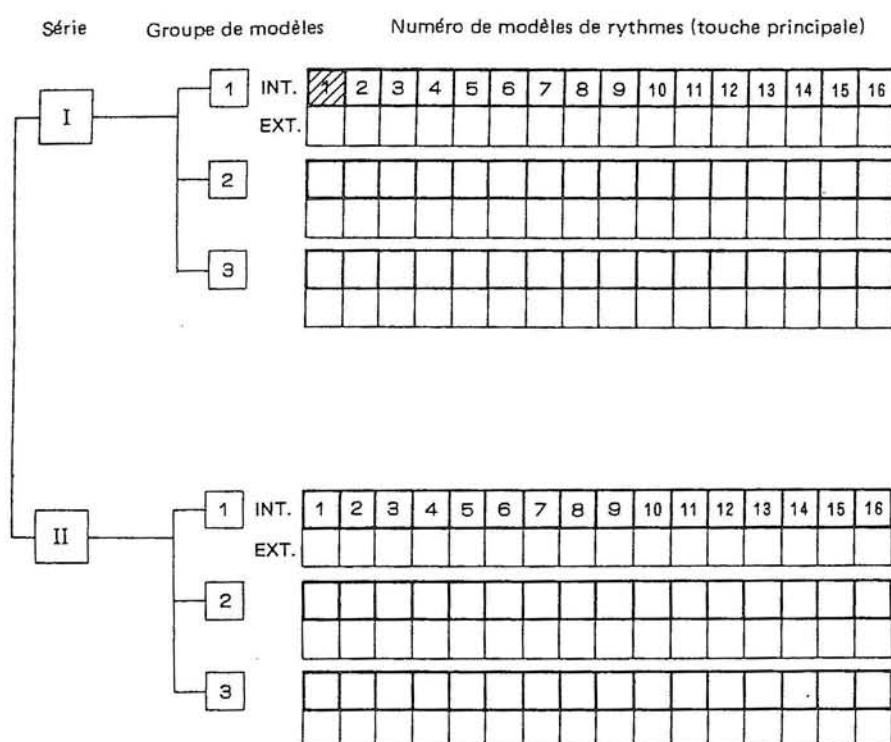 Série Groupe de modèles Numéro de modèles de rythmes (touche principale)
I 1 INT. 1 2 3 4 5 6 7 8 9 10 11 12 13 14 15 16
EXT.
2
3
II 1 INT. 1 2 3 4 5 6 7 8 9 10 11 12 13 14 15 16
EXT.
2
3